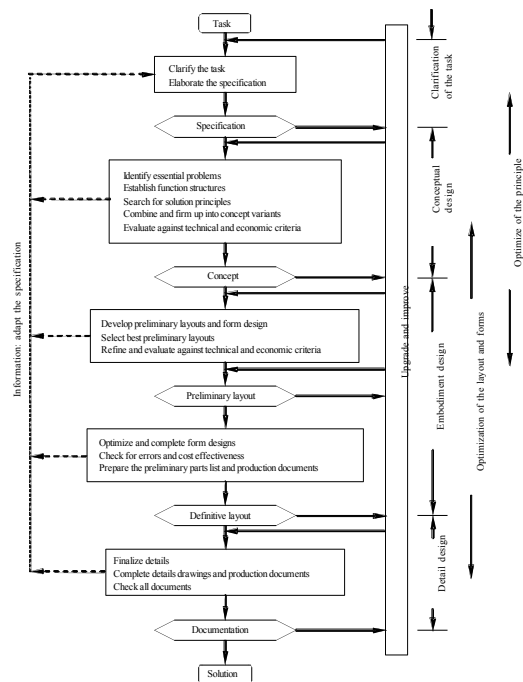 Task
Clarify the task
Elaborate the specification
Specification
Identify essential problems
Establish function structures
Search for solution principles
Combine and firm up into concept variants
Evaluate against technical and economic criteria
Concept
Develop preliminary layouts and form design
Select best preliminary layouts
Refine and evaluate against technical and economic criteria
Preliminary layout
Optimize and complete form designs
Check for errors and cost effectiveness
Prepare the preliminary parts list and production documents
Definitive layout
Finalize details
Complete details drawings and production documents
Check all documents
Documentation
Solution
Information: adapt the specification
Upgrade and improve
Clarification
of the task
Conceptual
design
Embodiment design
Detail design
Optimize of the principle
Optimization of the layout and forms